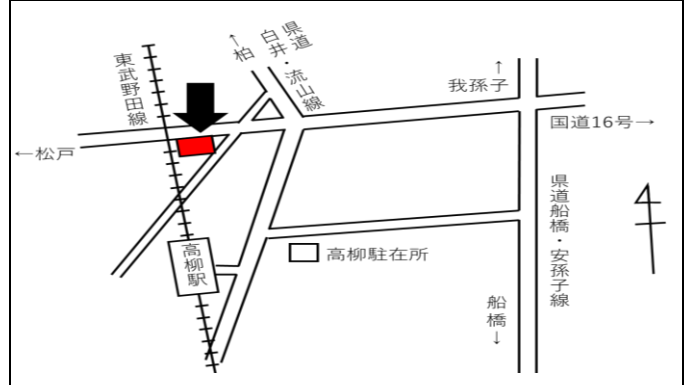 東武野田線
↑柏
県道
白井・流山線
↑
我孫子
国道16号→
←松戸
県道船橋・安孫子線
高柳駅
高柳駐在所
船橋↓